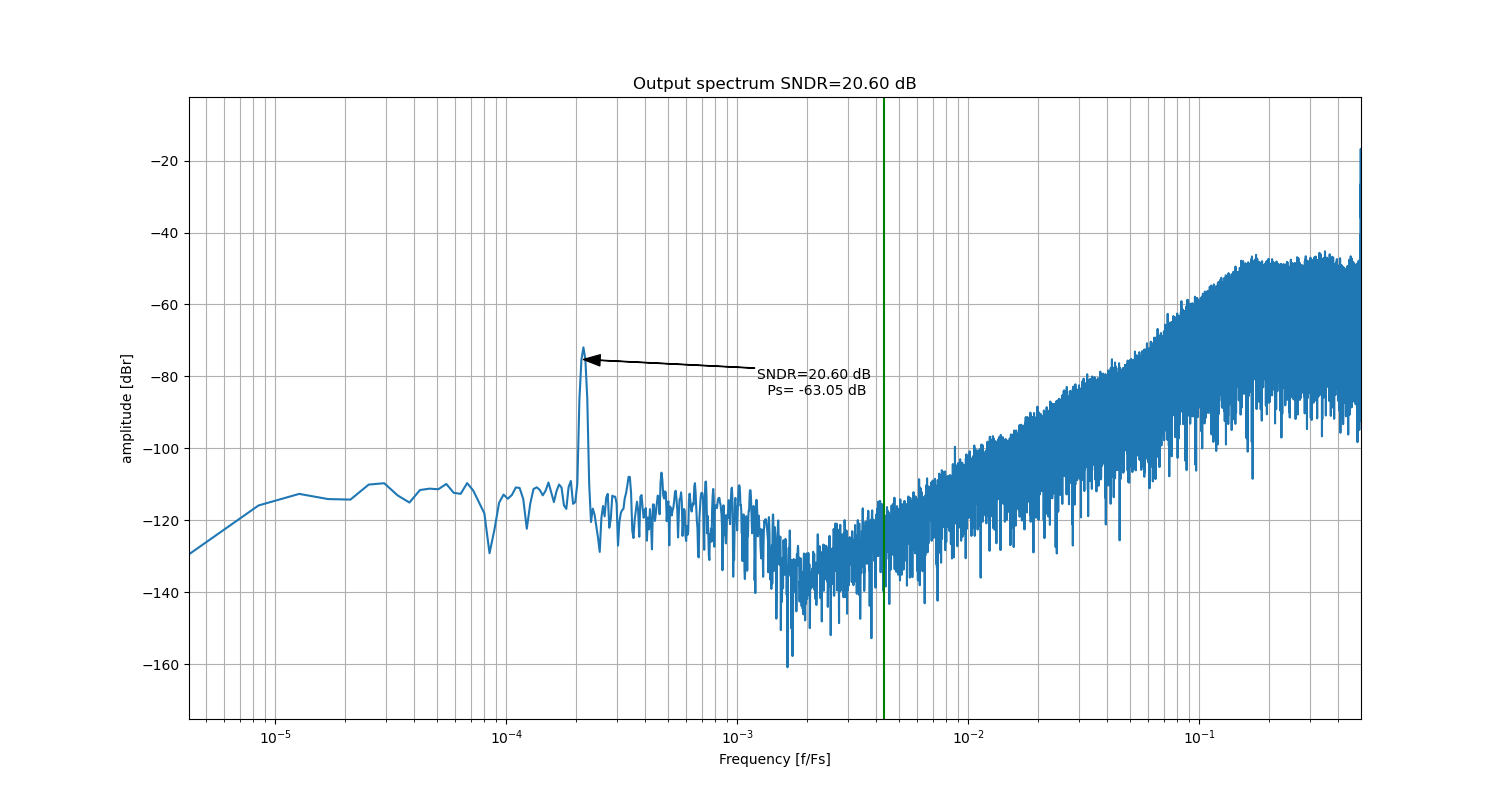 Output spectrum SNDR=20.60 dB
−20
−40
−60
−80
−100
−120
−140
−160
amplitude [dBr]
SNDR=20.60 dB
Ps= -63.05 dB
10⁻⁵
10⁻⁴
10⁻³
10⁻²
10⁻¹
Frequency [f/Fs]